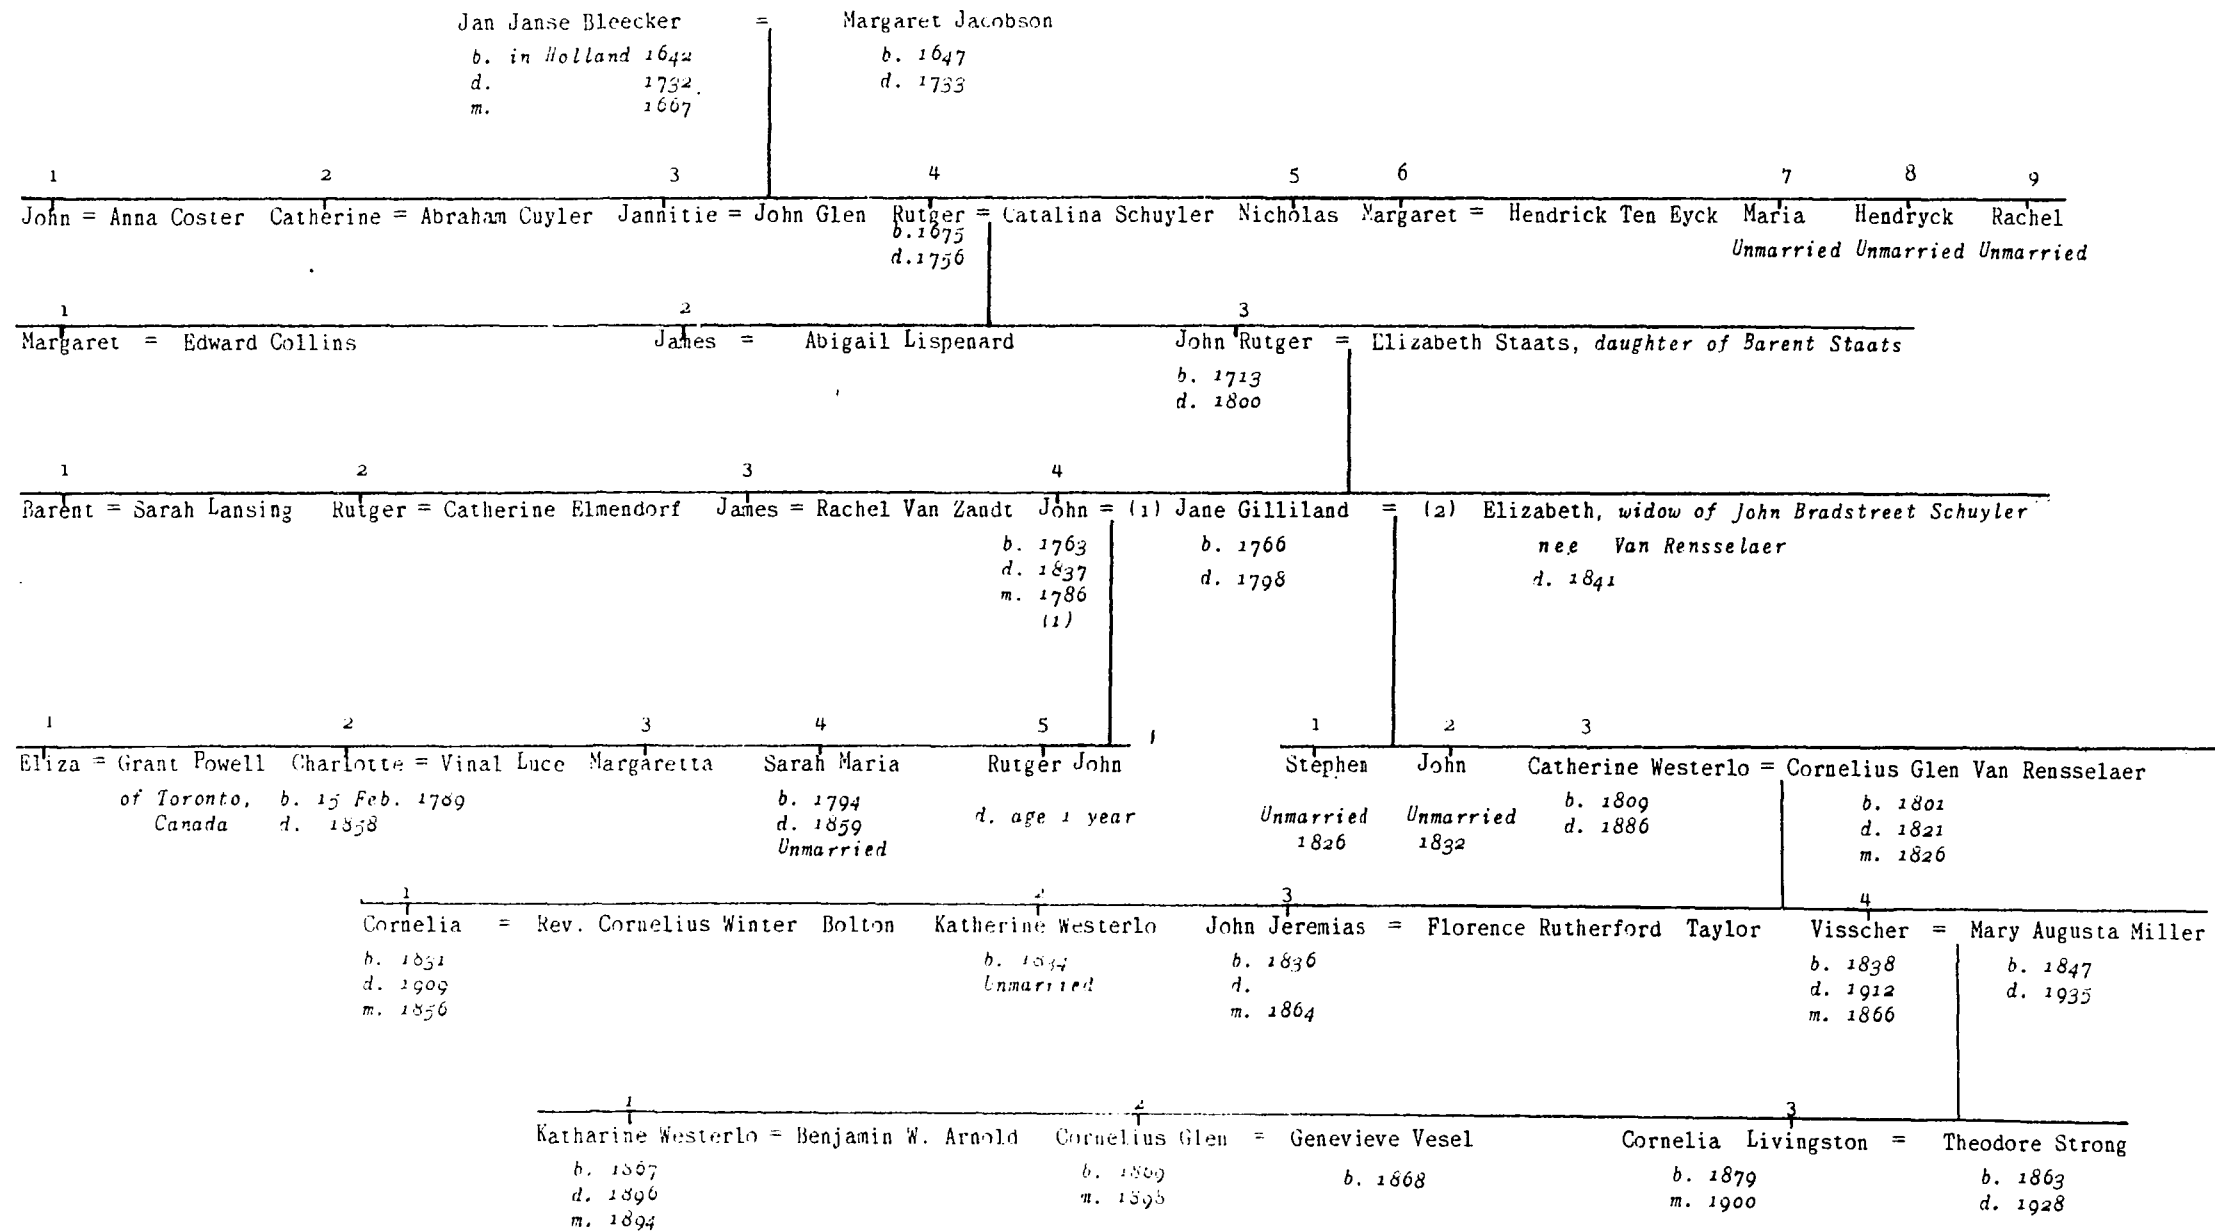 Jan Janse Bleecker = Margaret Jacobson
b. in Holland 1642 b. 1647
d. 1732 d. 1733
m. 1667
1 2 3 4 5 6 7 8 9
John = Anna Coster Catherine = Abraham Cuyler Jannitie = John Glen Rutger = Catalina Schuyler Nicholas Margaret = Hendrick Ten Eyck Maria Hendryck Rachel
b. 1675 Unmarried Unmarried Unmarried
d. 1756
1 2 3
Margaret = Edward Collins James = Abigail Lispenard John Rutger = Elizabeth Staats, daughter of Barent Staats
b. 1713
d. 1800
1 2 3 4
Barent = Sarah Lansing Rutger = Catherine Elmendorf James = Rachel Van Zandt John = (1) Jane Gilliland = (2) Elizabeth, widow of John Bradstreet Schuyler
b. 1763 b. 1766 nee Van Rensselaer
d. 1837 d. 1798 d. 1841
m. 1786
(1)
1 2 3 4 5 1 2 3
Eliza = Grant Powell Charlotte = Vinal Luce Margaretta Sarah Maria Rutger John Stephen John Catherine Westerlo = Cornelius Glen Van Rensselaer
of Toronto, b. 15 Feb. 1789 b. 1794 d. age 1 year Unmarried Unmarried b. 1809 b. 1801
Canada d. 1858 d. 1859 1826 1832 d. 1886 d. 1821
Unmarried m. 1826
1 2 3 4
Cornelia = Rev. Cornelius Winter Bolton Katherine Westerlo John Jeremias = Florence Rutherford Taylor Visscher = Mary Augusta Miller
b. 1831 b. 1834 b. 1836 b. 1838 b. 1847
d. 1909 Unmarried d. d. 1912 d. 1935
m. 1856 m. 1864 m. 1866
1 2 3
Katharine Westerlo = Benjamin W. Arnold Cornelius Glen = Genevieve Vesel Cornelia Livingston = Theodore Strong
b. 1867 b. 1869 b. 1868 b. 1879 b. 1863
d. 1896 m. 1898 m. 1900 d. 1928
m. 1894